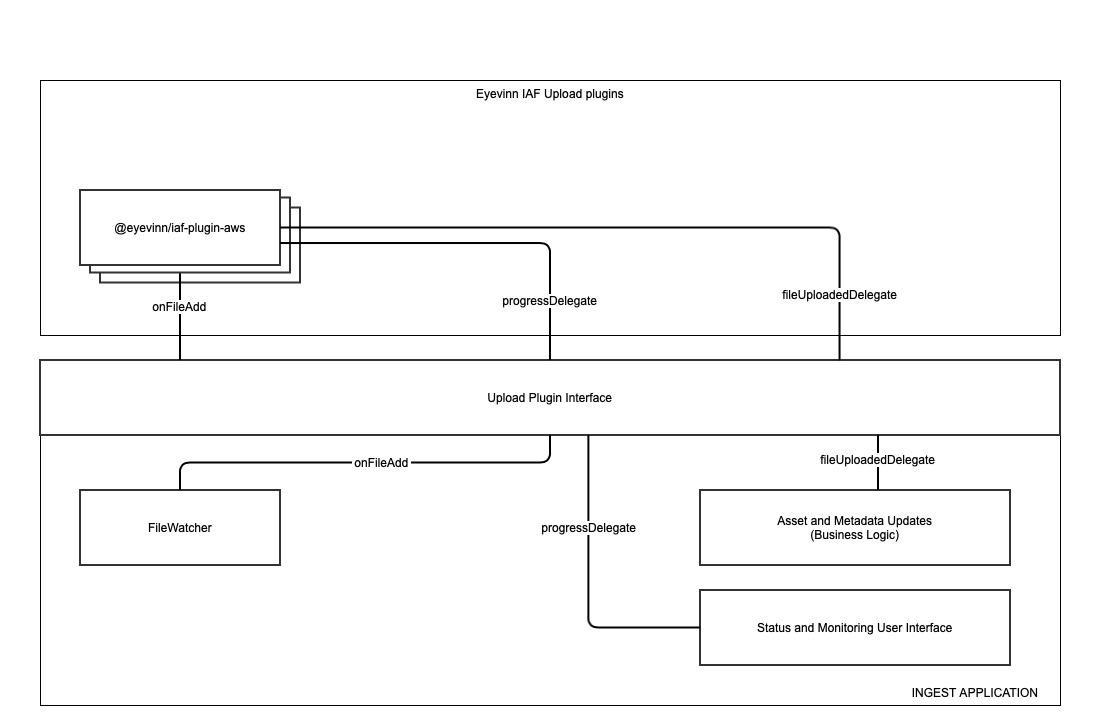 Eyevinn IAF Upload plugins
@eyevinn/iaf-plugin-aws
onFileAdd
progressDelegate
fileUploadedDelegate
Upload Plugin Interface
onFileAdd
fileUploadedDelegate
FileWatcher
progressDelegate
Asset and Metadata Updates
(Business Logic)
Status and Monitoring User Interface
INGEST APPLICATION